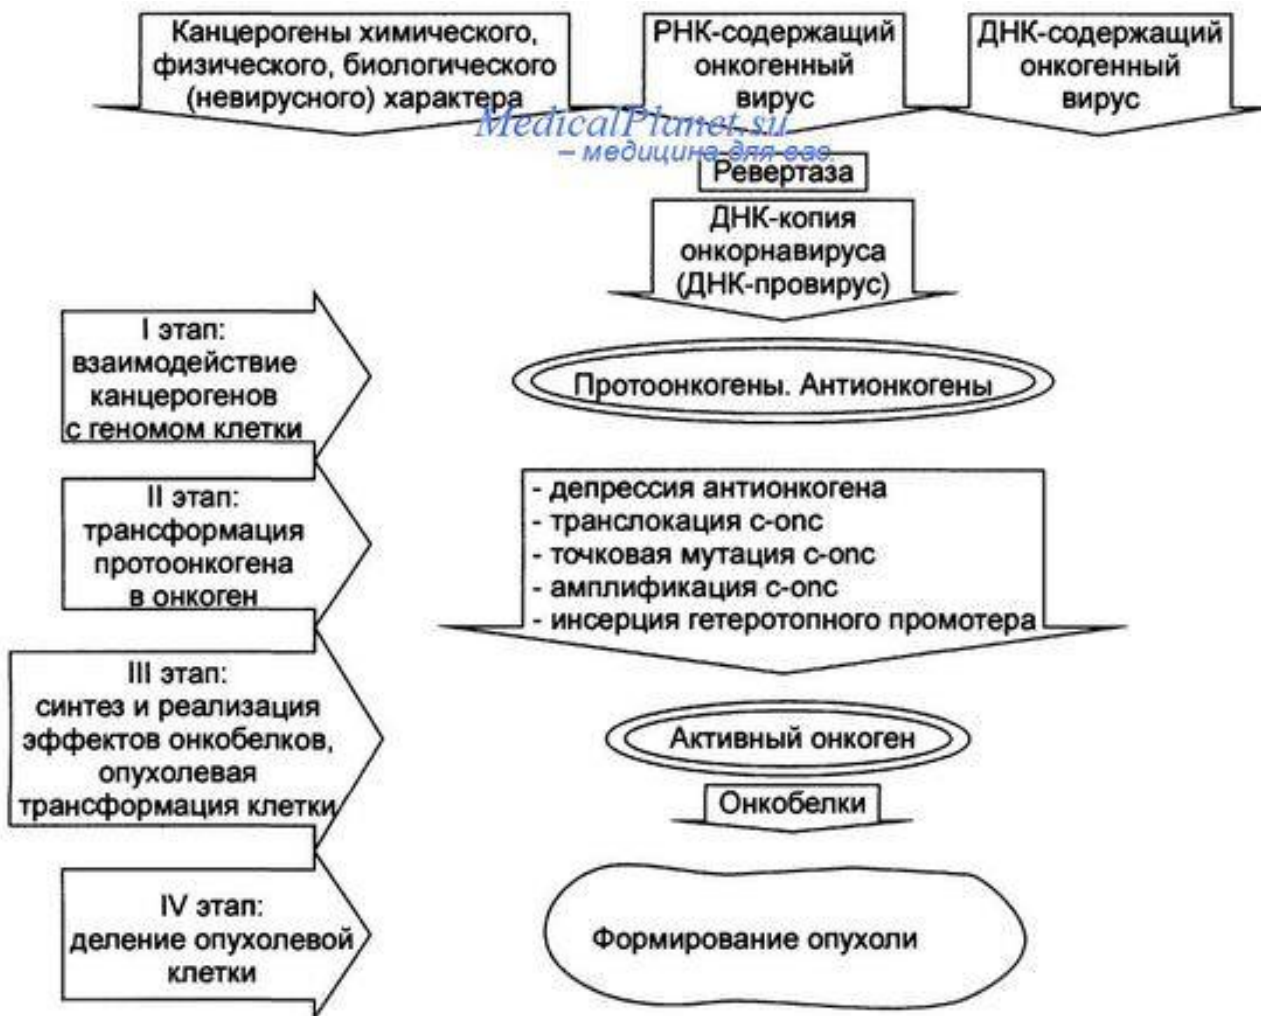 Канцерогены химического,
физического, биологического
(невирусного) характера
РНК-содержащий
онкогенный
вирус
ДНК-содержащий
онкогенный
вирус
MedicalPlanet.su
– медицина для вас.
Ревертаза
ДНК-копия
онкорнавируса
(ДНК-провирус)
I этап:
взаимодействие
канцерогенов
с геномом клетки
Протоонкогены. Антионкогены
II этап:
трансформация
протоонкогена
в онкоген
- депрессия антионкогена
- транслокация c-onc
- точковая мутация c-onc
- амплификация c-onc
- инсерция гетеротопного промотера
III этап:
синтез и реализация
эффектов онкобелков,
опухолевая
трансформация клетки
Активный онкоген
Онкобелки
IV этап:
деление опухолевой
клетки
Формирование опухоли